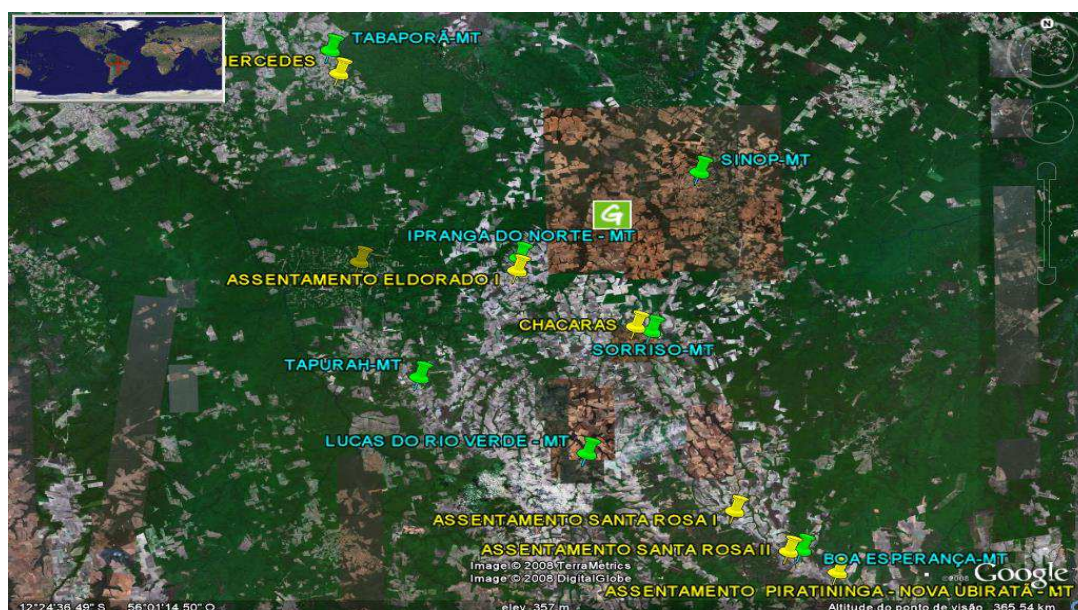 N
TABAPORÃ-MT
MERCEDES
SINOP-MT
G
IPRANGA DO NORTE - MT
ASSENTAMENTO ELDORADO I
CHACARAS
SORRISO-MT
TAPURAH-MT
LUCAS DO RIO VERDE - MT
ASSENTAMENTO SANTA ROSA I
ASSENTAMENTO SANTA ROSA II
BOA ESPERANÇA-MT
Image © 2008 TerraMetrics
Image © 2008 DigitalGlobe
©2008 Google
ASSENTAMENTO PIRATININGA - NOVA UBIRATÃ - MT
12°24'36.49" S 56°01'14.50" O elev. 357 m Altitude do ponto de visão 365.54 km